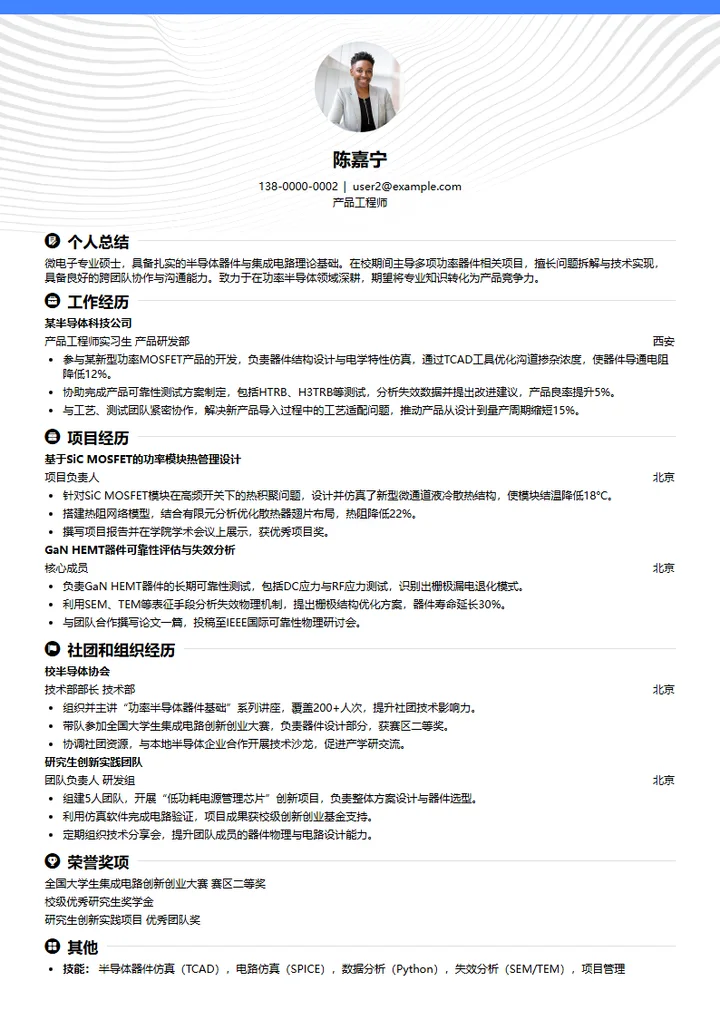 陈嘉宁
138-0000-0002 | user2@example.com
产品工程师
个人总结
微电子专业硕士，具备扎实的半导体器件与集成电路理论基础。在校期间主导多项功率器件相关项目，擅长问题拆解与技术实现，
具备良好的跨团队协作与沟通能力。致力于在功率半导体领域深耕，期望将专业知识转化为产品竞争力。
工作经历
某半导体科技公司
产品工程师实习生 产品研发部 西安
• 参与某新型功率MOSFET产品的开发，负责器件结构设计与电学特性仿真，通过TCAD工具优化沟道掺杂浓度，使器件导通电阻
降低12%。
• 协助完成产品可靠性测试方案制定，包括HTRB、H3TRB等测试，分析失效数据并提出改进建议，产品良率提升5%。
• 与工艺、测试团队紧密协作，解决新产品导入过程中的工艺适配问题，推动产品从设计到量产周期缩短15%。
项目经历
基于SiC MOSFET的功率模块热管理设计
项目负责人 北京
• 针对SiC MOSFET模块在高频开关下的热积聚问题，设计并仿真了新型微通道液冷散热结构，使模块结温降低18°C。
• 搭建热阻网络模型，结合有限元分析优化散热器翅片布局，热阻降低22%。
• 撰写项目报告并在学院学术会议上展示，获优秀项目奖。
GaN HEMT器件可靠性评估与失效分析
核心成员 北京
• 负责GaN HEMT器件的长期可靠性测试，包括DC应力与RF应力测试，识别出栅极漏电退化模式。
• 利用SEM、TEM等表征手段分析失效物理机制，提出栅极结构优化方案，器件寿命延长30%。
• 与团队合作撰写论文一篇，投稿至IEEE国际可靠性物理研讨会。
社团和组织经历
校半导体协会
技术部部长 技术部 北京
• 组织并主讲“功率半导体器件基础”系列讲座，覆盖200+人次，提升社团技术影响力。
• 带队参加全国大学生集成电路创新创业大赛，负责器件设计部分，获赛区二等奖。
• 协调社团资源，与本地半导体企业合作开展技术沙龙，促进产学研交流。
研究生创新实践团队
团队负责人 研发组 北京
• 组建5人团队，开展“低功耗电源管理芯片”创新项目，负责整体方案设计与器件选型。
• 利用仿真软件完成电路验证，项目成果获校级创新创业基金支持。
• 定期组织技术分享会，提升团队成员的器件物理与电路设计能力。
荣誉奖项
全国大学生集成电路创新创业大赛 赛区二等奖
校级优秀研究生奖学金
研究生创新实践项目 优秀团队奖
其他
• 技能： 半导体器件仿真（TCAD），电路仿真（SPICE），数据分析（Python），失效分析（SEM/TEM），项目管理